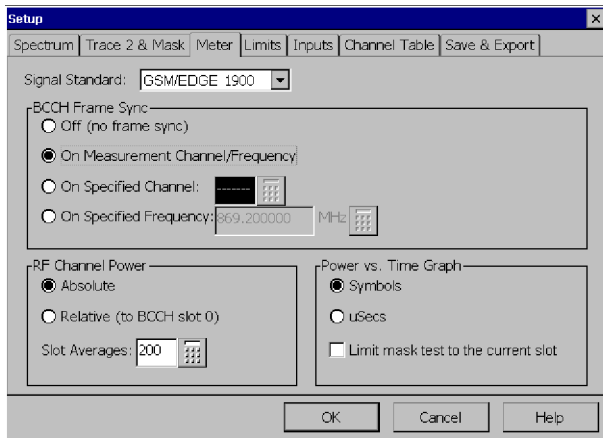 Setup
Spectrum Trace 2 & Mask Meter Limits Inputs Channel Table Save & Export
Signal Standard: GSM/EDGE 1900
BCCH Frame Sync
Off (no frame sync)
On Measurement Channel/Frequency
On Specified Channel: -------
On Specified Frequency: 869.200000 MHz
RF Channel Power
Absolute
Relative (to BCCH slot 0)
Slot Averages: 200
Power vs. Time Graph
Symbols
uSecs
Limit mask test to the current slot
OK Cancel Help